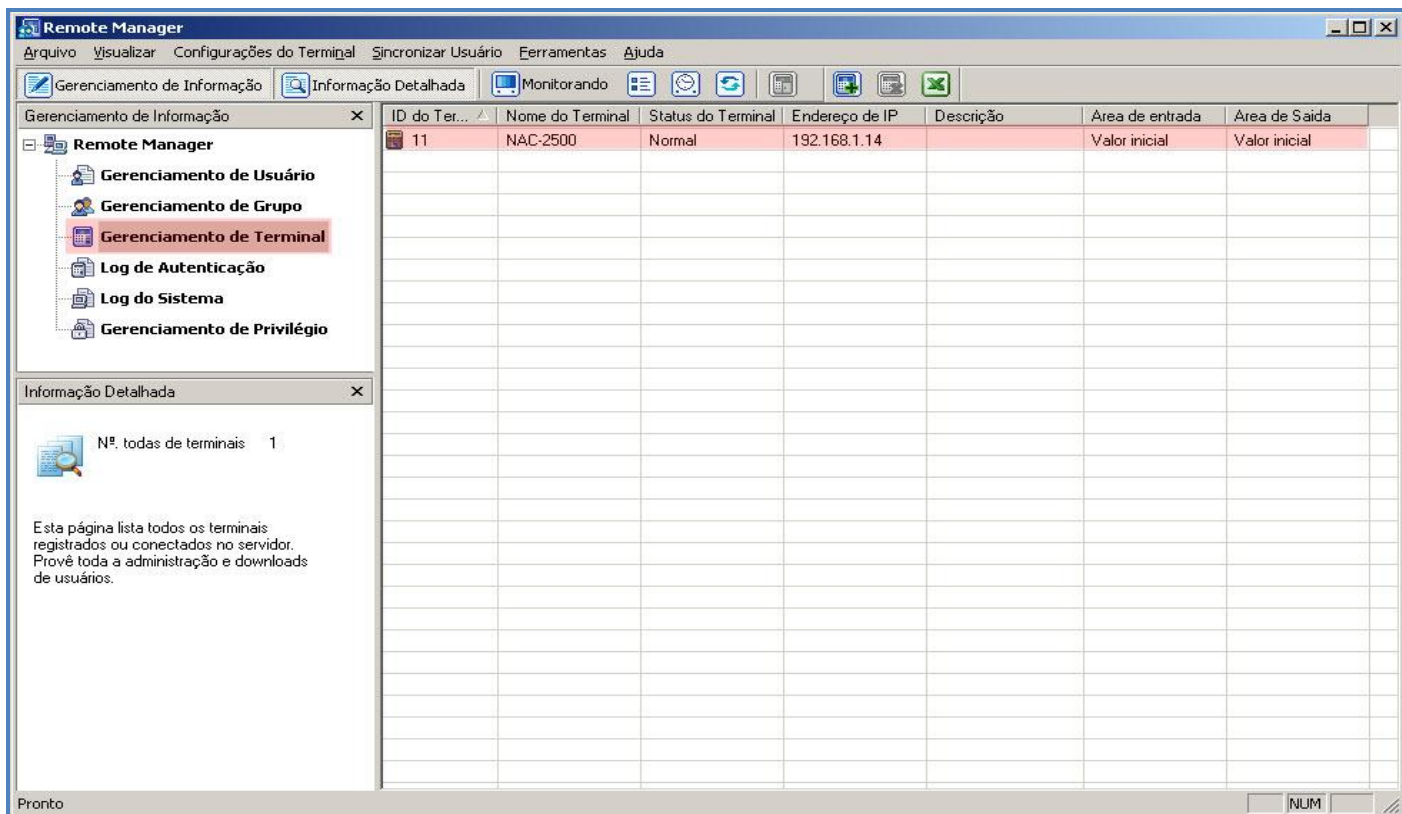 Remote Manager
Arquivo Visualizar Configurações do Terminal Sincronizar Usuário Ferramentas Ajuda
Gerenciamento de Informação Informação Detalhada Monitorando
Gerenciamento de Informação
ID do Ter... Nome do Terminal Status do Terminal Endereço de IP Descrição Area de entrada Area de Saida
11 NAC-2500 Normal 192.168.1.14 Valor inicial Valor inicial
Remote Manager
Gerenciamento de Usuário
Gerenciamento de Grupo
Gerenciamento de Terminal
Log de Autenticação
Log do Sistema
Gerenciamento de Privilégio
Informação Detalhada
Nº. todas de terminais 1
Esta página lista todos os terminais
registrados ou conectados no servidor.
Provê toda a administração e downloads
de usuários.
Pronto
NUM